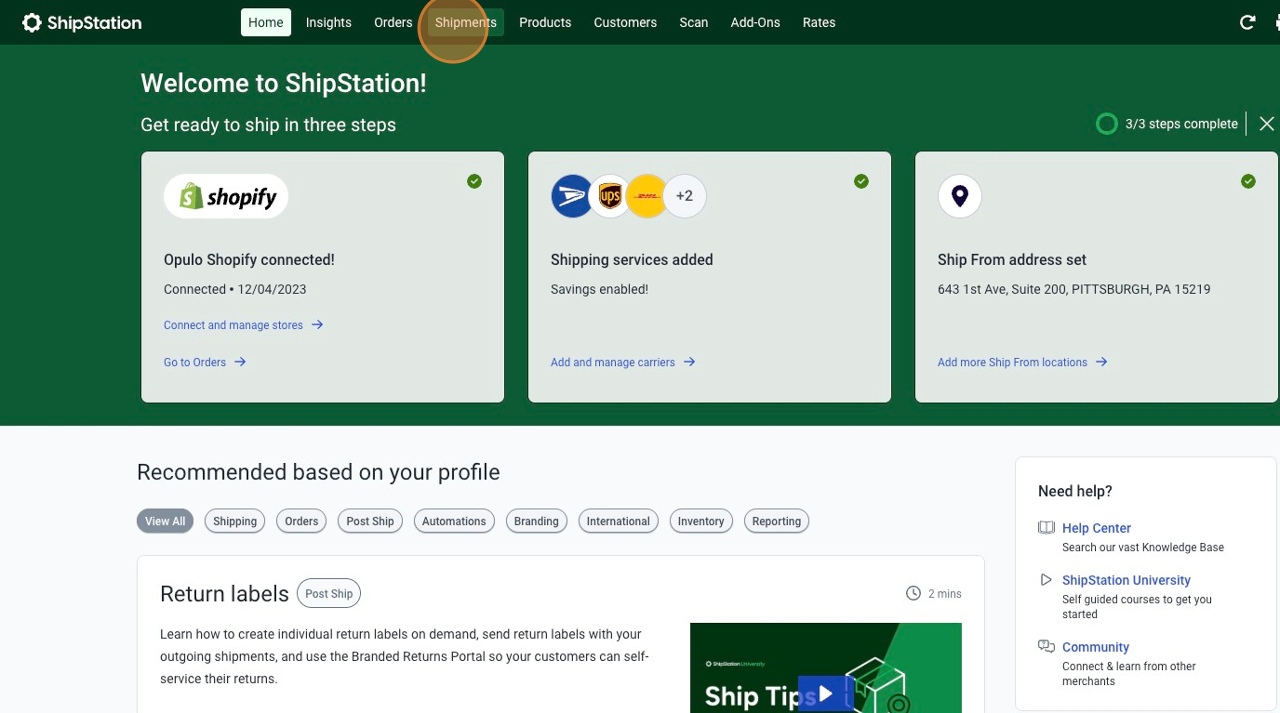 ShipStation
Home Insights Orders Shipments Products Customers Scan Add-Ons Rates
Welcome to ShipStation!
Get ready to ship in three steps
3/3 steps complete
shopify
Opulo Shopify connected!
Connected • 12/04/2023
Connect and manage stores →
Go to Orders →
ups
DHL
+2
Shipping services added
Savings enabled!
Add and manage carriers →
Ship From address set
643 1st Ave, Suite 200, PITTSBURGH, PA 15219
Add more Ship From locations →
Recommended based on your profile
View All Shipping Orders Post Ship Automations Branding International Inventory Reporting
Return labels Post Ship
2 mins
Learn how to create individual return labels on demand, send return labels with your
outgoing shipments, and use the Branded Returns Portal so your customers can self-
service their returns.
ShipStation University
Ship Tips
Need help?
Help Center
Search our vast Knowledge Base
ShipStation University
Self guided courses to get you
started
Community
Connect & learn from other
merchants